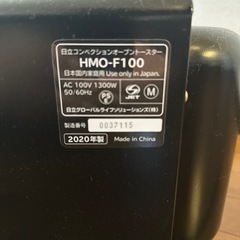 日立コンベクションオーブントースター
HMO-F100
日本国内家庭用 Use only in Japan.
AC 100V 1300W
50/60Hz
PS
E
JET
M
日立グローバルライフソリューションズ(株)
製造番号 0037115
2020年製